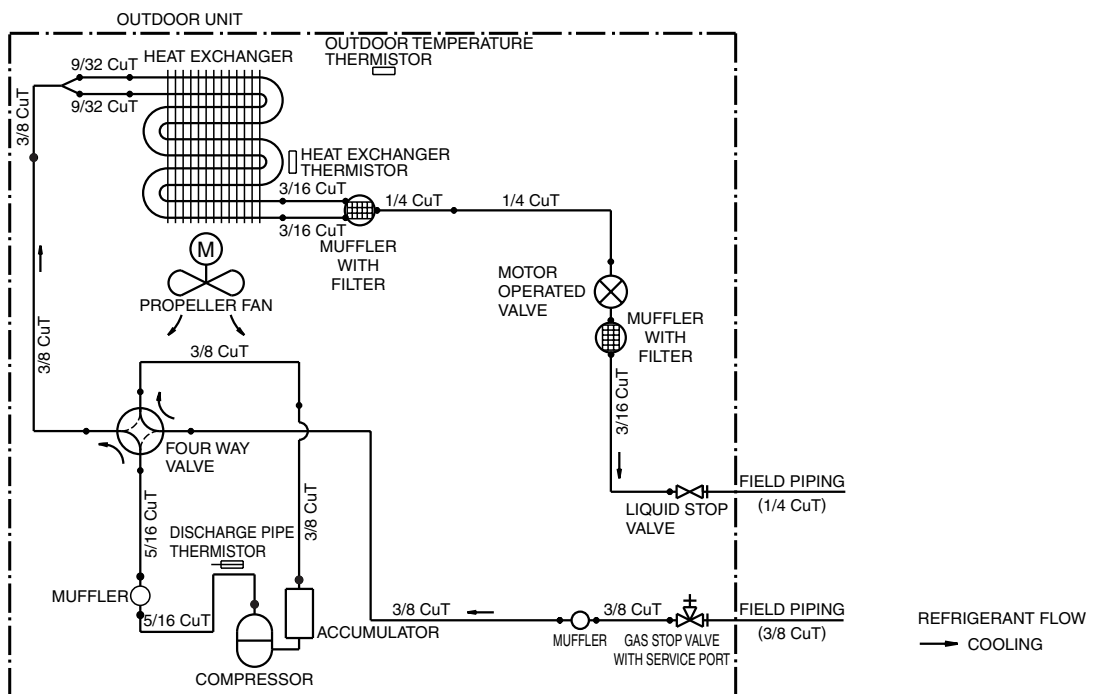 OUTDOOR UNIT
HEAT EXCHANGER
OUTDOOR TEMPERATURE
THERMISTOR
9/32 CuT
9/32 CuT
3/8 CuT
HEAT EXCHANGER
THERMISTOR
3/16 CuT
3/16 CuT
1/4 CuT
1/4 CuT
MUFFLER
WITH
FILTER
M
PROPELLER FAN
MOTOR
OPERATED
VALVE
MUFFLER
WITH
FILTER
3/8 CuT
3/8 CuT
3/16 CuT
FOUR WAY
VALVE
FIELD PIPING
(1/4 CuT)
LIQUID STOP
VALVE
5/16 CuT
DISCHARGE PIPE
THERMISTOR
3/8 CuT
MUFFLER
5/16 CuT
ACCUMULATOR
COMPRESSOR
3/8 CuT
3/8 CuT
MUFFLER
GAS STOP VALVE
WITH SERVICE PORT
FIELD PIPING
(3/8 CuT)
REFRIGERANT FLOW
COOLING